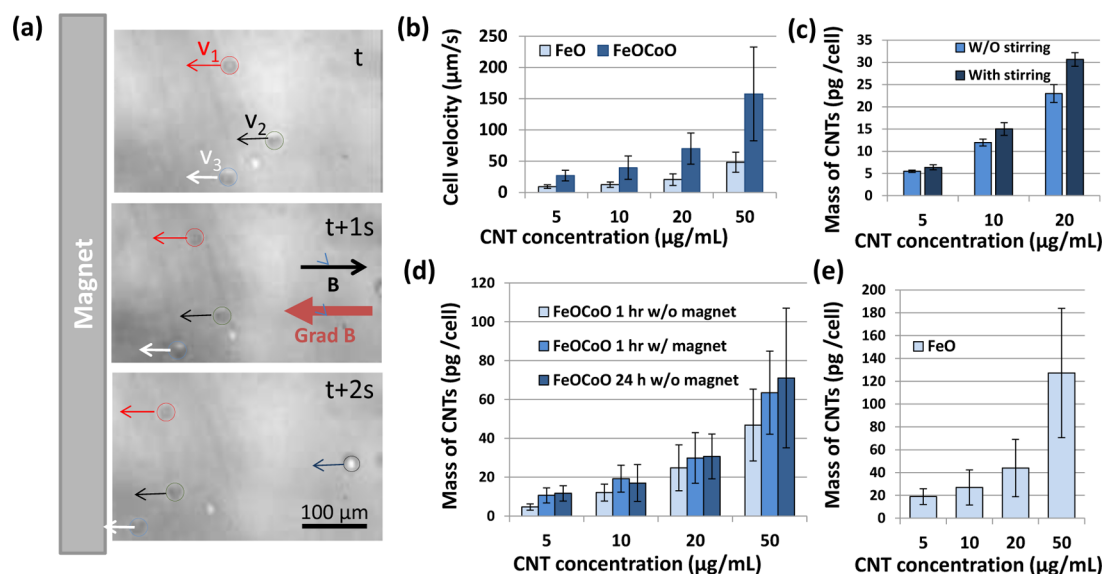 (a)
Magnet
v1
v2
v3
t
t+1s
B
Grad B
t+2s
100 µm
(b)
Cell velocity (µm/s)
250
200
150
100
50
0
FeO
FeOCoO
5
10
20
50
CNT concentration (µg/mL)
(c)
Mass of CNTs (pg /cell)
35
30
25
20
15
10
5
0
W/O stirring
With stirring
5
10
20
CNT concentration (µg/mL)
(d)
Mass of CNTs (pg /cell)
120
100
80
60
40
20
0
FeOCoO 1 hr w/o magnet
FeOCoO 1 hr w/ magnet
FeOCoO 24 h w/o magnet
5
10
20
50
CNT concentration (µg/mL)
(e)
Mass of CNTs (pg /cell)
200
180
160
140
120
100
80
60
40
20
0
FeO
5
10
20
50
CNT concentration (µg/mL)